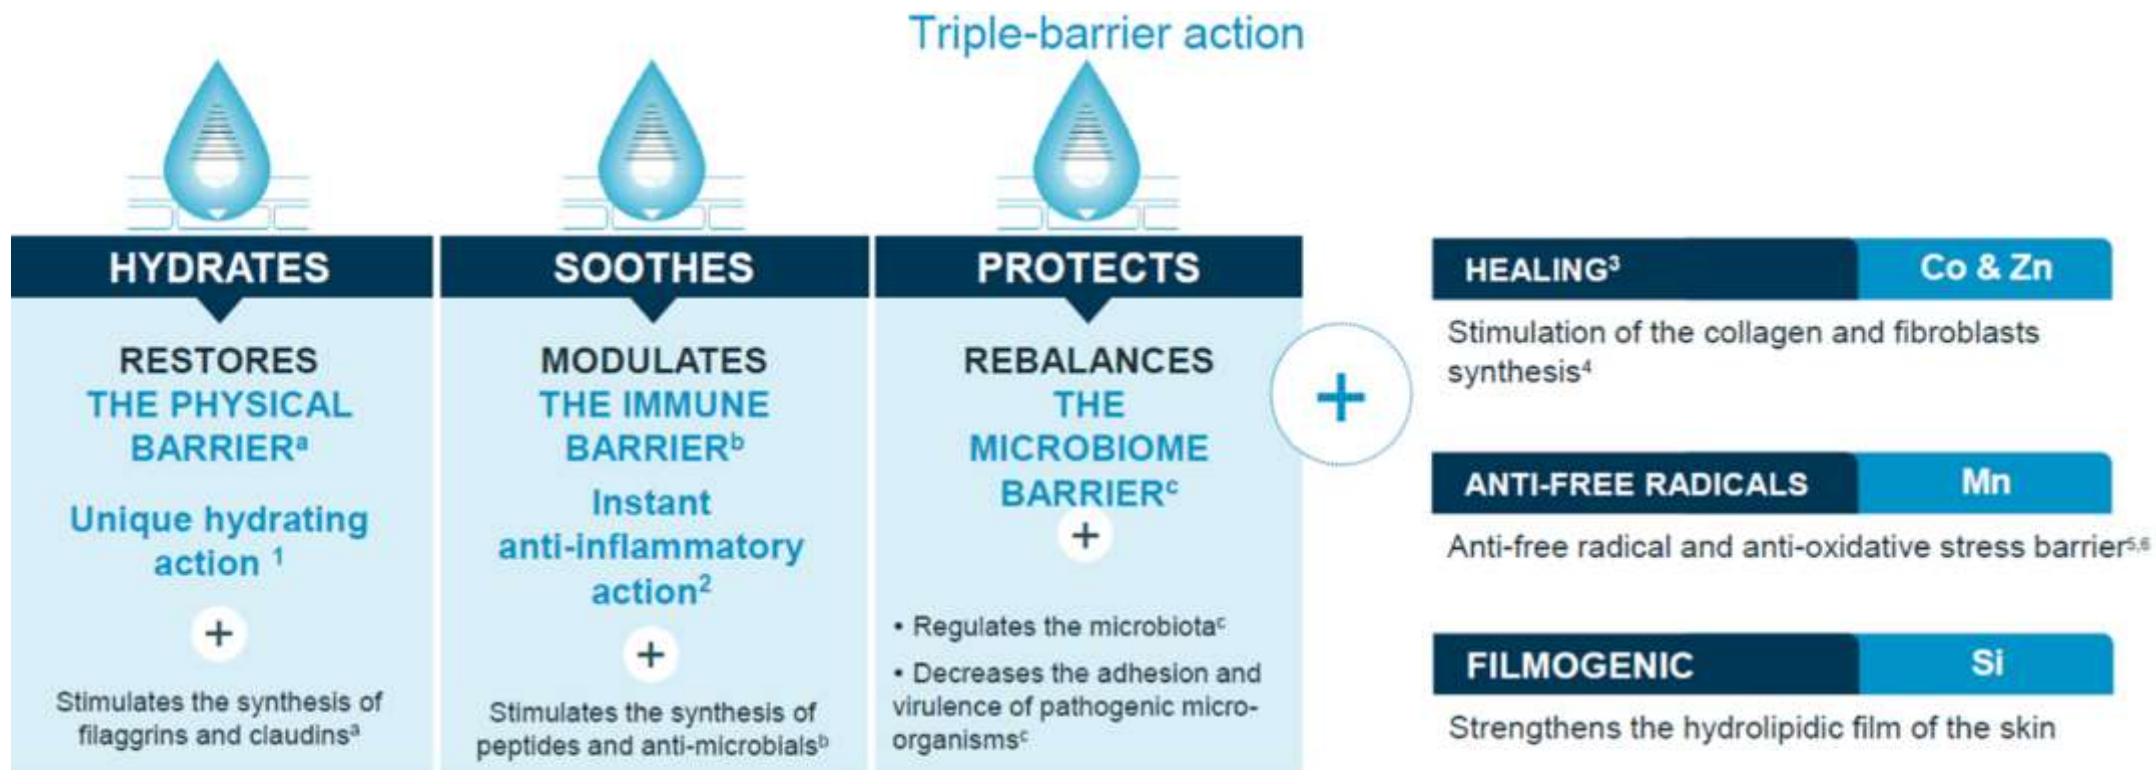 Triple-barrier action
HYDRATES
RESTORES
THE PHYSICAL
BARRIERᵃ
Unique hydrating
action ¹
+
Stimulates the synthesis of
filaggrins and claudinsᵃ
SOOTHES
MODULATES
THE IMMUNE
BARRIERᵇ
Instant
anti-inflammatory
action²
+
Stimulates the synthesis of
peptides and anti-microbialsᵇ
PROTECTS
REBALANCES
THE
MICROBIOME
BARRIERᶜ
+
• Regulates the microbiotaᶜ
• Decreases the adhesion and
virulence of pathogenic micro-
organismsᶜ
+
HEALING³ Co & Zn
Stimulation of the collagen and fibroblasts
synthesis⁴
ANTI-FREE RADICALS Mn
Anti-free radical and anti-oxidative stress barrier⁵,⁶
FILMOGENIC Si
Strengthens the hydrolipidic film of the skin